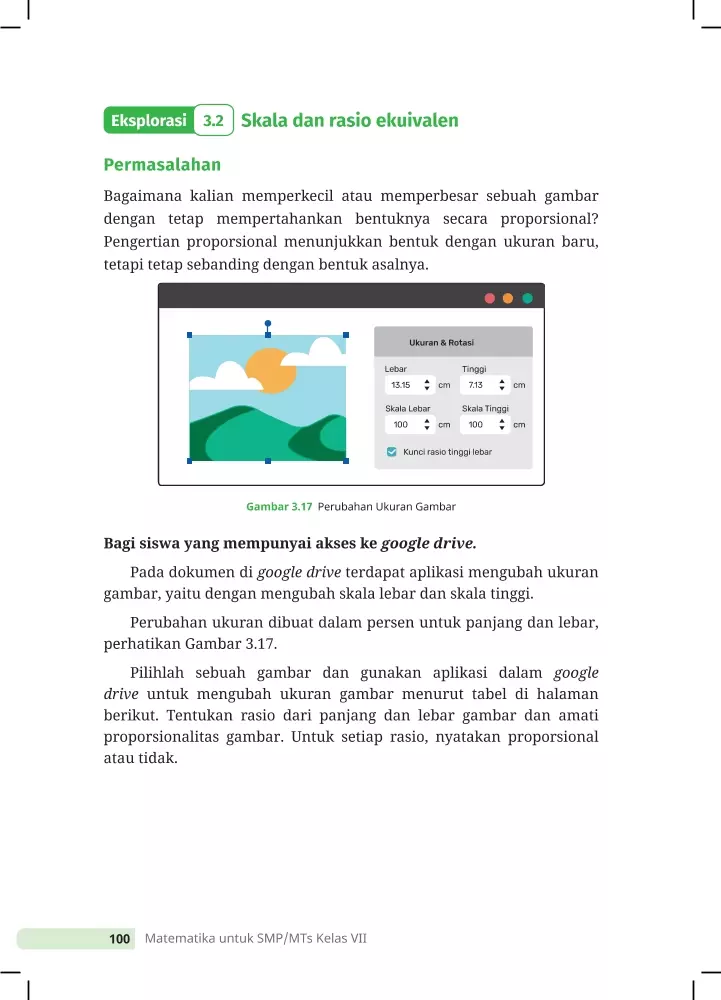 Eksplorasi 3.2 Skala dan rasio ekuivalen
Permasalahan
Bagaimana kalian memperkecil atau memperbesar sebuah gambar
dengan tetap mempertahankan bentuknya secara proporsional?
Pengertian proporsional menunjukkan bentuk dengan ukuran baru,
tetapi tetap sebanding dengan bentuk asalnya.
Ukuran & Rotasi
Lebar Tinggi
13.15 cm 7.13 cm
Skala Lebar Skala Tinggi
100 cm 100 cm
Kunci rasio tinggi lebar
Gambar 3.17 Perubahan Ukuran Gambar
Bagi siswa yang mempunyai akses ke google drive.
Pada dokumen di google drive terdapat aplikasi mengubah ukuran
gambar, yaitu dengan mengubah skala lebar dan skala tinggi.
Perubahan ukuran dibuat dalam persen untuk panjang dan lebar,
perhatikan Gambar 3.17.
Pilihlah sebuah gambar dan gunakan aplikasi dalam google
drive untuk mengubah ukuran gambar menurut tabel di halaman
berikut. Tentukan rasio dari panjang dan lebar gambar dan amati
proporsionalitas gambar. Untuk setiap rasio, nyatakan proporsional
atau tidak.
100 Matematika untuk SMP/MTs Kelas VII